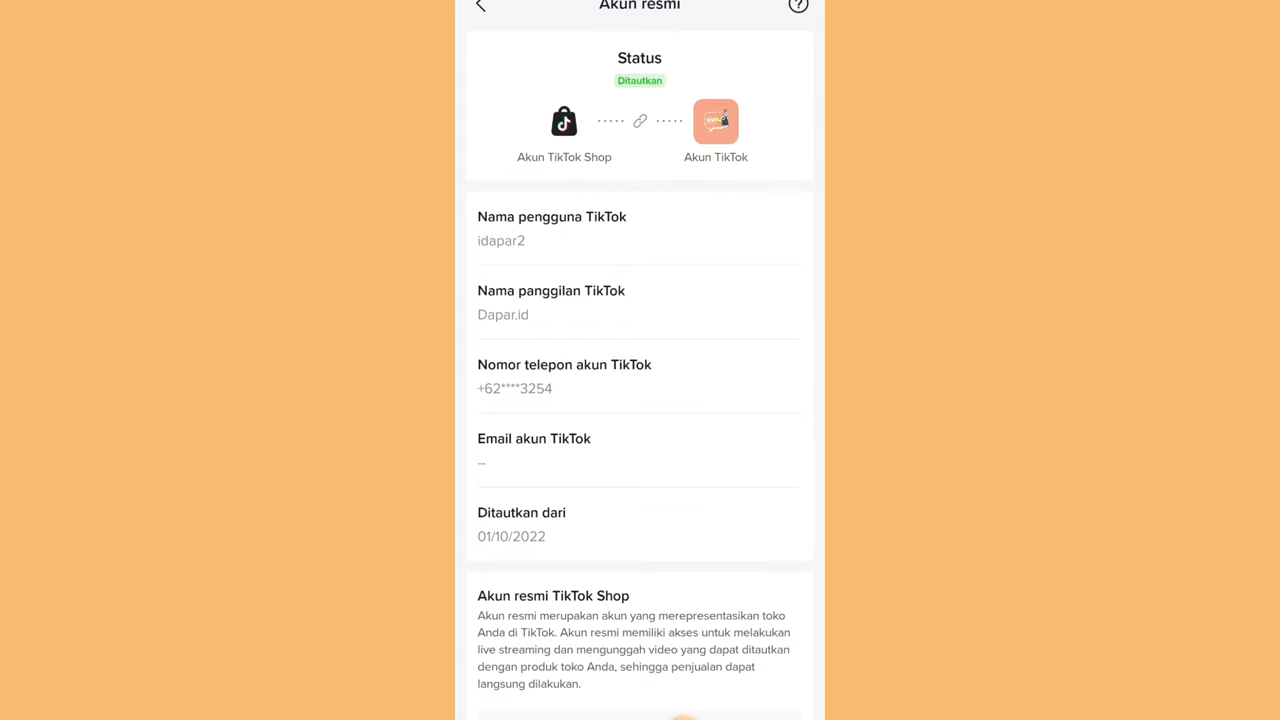 Akun resmi
Status
Ditautkan
Akun TikTok Shop
Akun TikTok
Nama pengguna TikTok
idapar2
Nama panggilan TikTok
Dapar.id
Nomor telepon akun TikTok
+62****3254
Email akun TikTok
--
Ditautkan dari
01/10/2022
Akun resmi TikTok Shop
Akun resmi merupakan akun yang merepresentasikan toko
Anda di TikTok. Akun resmi memiliki akses untuk melakukan
live streaming dan mengunggah video yang dapat ditautkan
dengan produk toko Anda, sehingga penjualan dapat
langsung dilakukan.